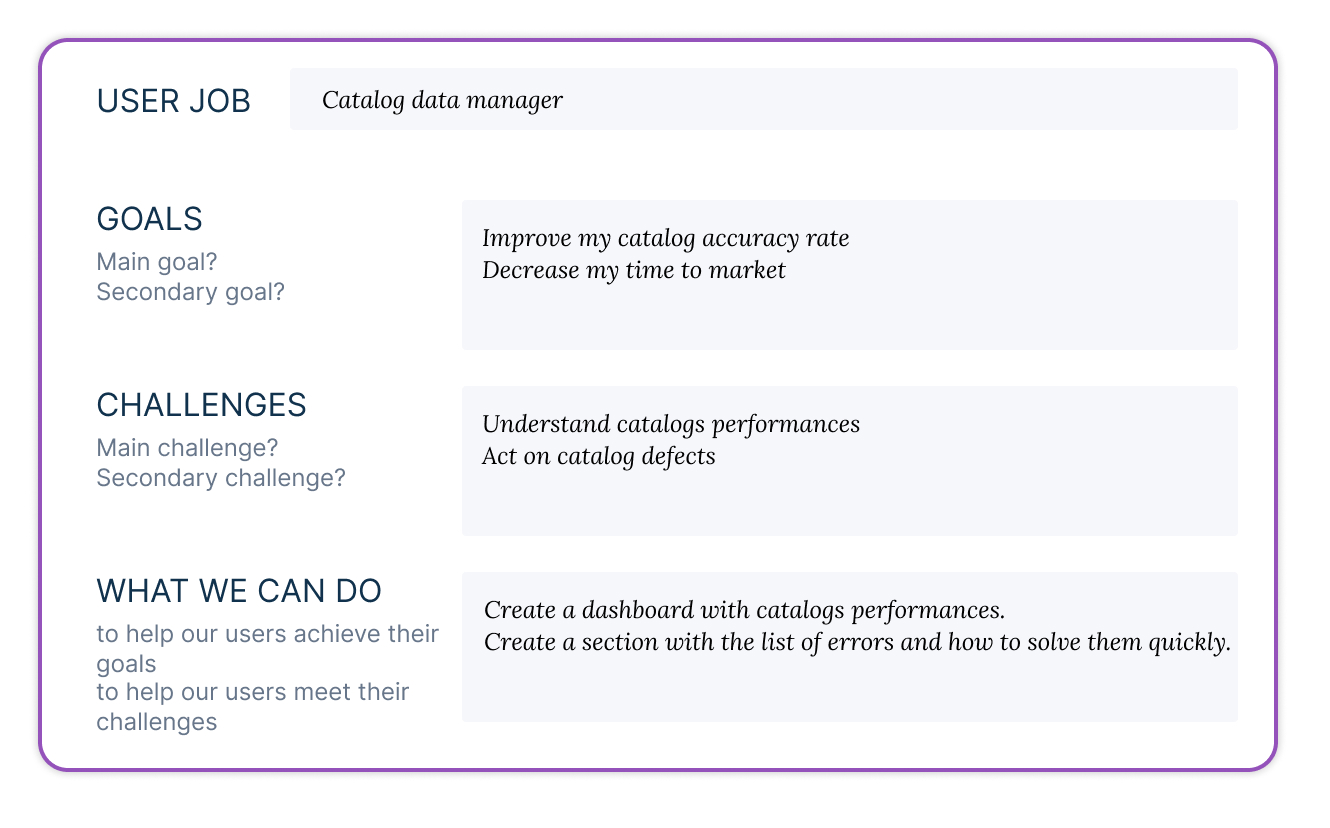 USER JOB
Catalog data manager
GOALS
Main goal?
Secondary goal?
Improve my catalog accuracy rate
Decrease my time to market
CHALLENGES
Main challenge?
Secondary challenge?
Understand catalogs performances
Act on catalog defects
WHAT WE CAN DO
to help our users achieve their
goals
to help our users meet their
challenges
Create a dashboard with catalogs performances.
Create a section with the list of errors and how to solve them quickly.